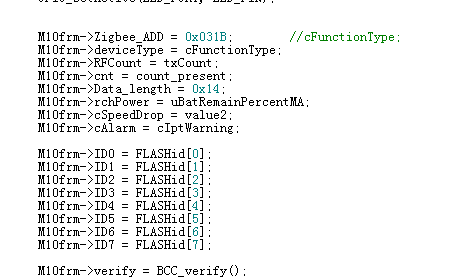 M10frm->Zigbee_ADD = 0x031B; //cFunctionType;
M10frm->deviceType = cFunctionType;
M10frm->RFCount = txCount;
M10frm->cnt = count_present;
M10frm->Data_length = 0x14;
M10frm->rchPower = uBatRemainPercentMA;
M10frm->cSpeedDrop = value2;
M10frm->cAlarm = cIptWarning;
M10frm->ID0 = FLASHid[0];
M10frm->ID1 = FLASHid[1];
M10frm->ID2 = FLASHid[2];
M10frm->ID3 = FLASHid[3];
M10frm->ID4 = FLASHid[4];
M10frm->ID5 = FLASHid[5];
M10frm->ID6 = FLASHid[6];
M10frm->ID7 = FLASHid[7];
M10frm->verify = BCC_verify();